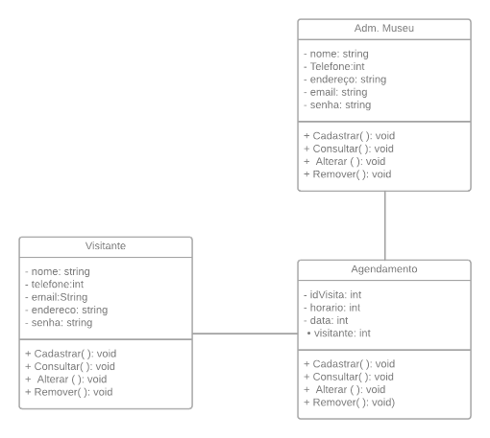 Adm. Museu
- nome: string
- Telefone:int
- endereço: string
- email: string
- senha: string
+ Cadastrar( ): void
+ Consultar( ): void
+ Alterar ( ): void
+ Remover( ): void
Visitante
- nome: string
- telefone:int
- email:String
- endereco: string
- senha: string
+ Cadastrar( ): void
+ Consultar( ): void
+ Alterar ( ): void
+ Remover( ): void
Agendamento
- idVisita: int
- horario: int
- data: int
• visitante: int
+ Cadastrar( ): void
+ Consultar( ): void
+ Alterar ( ): void
+ Remover( ): void)